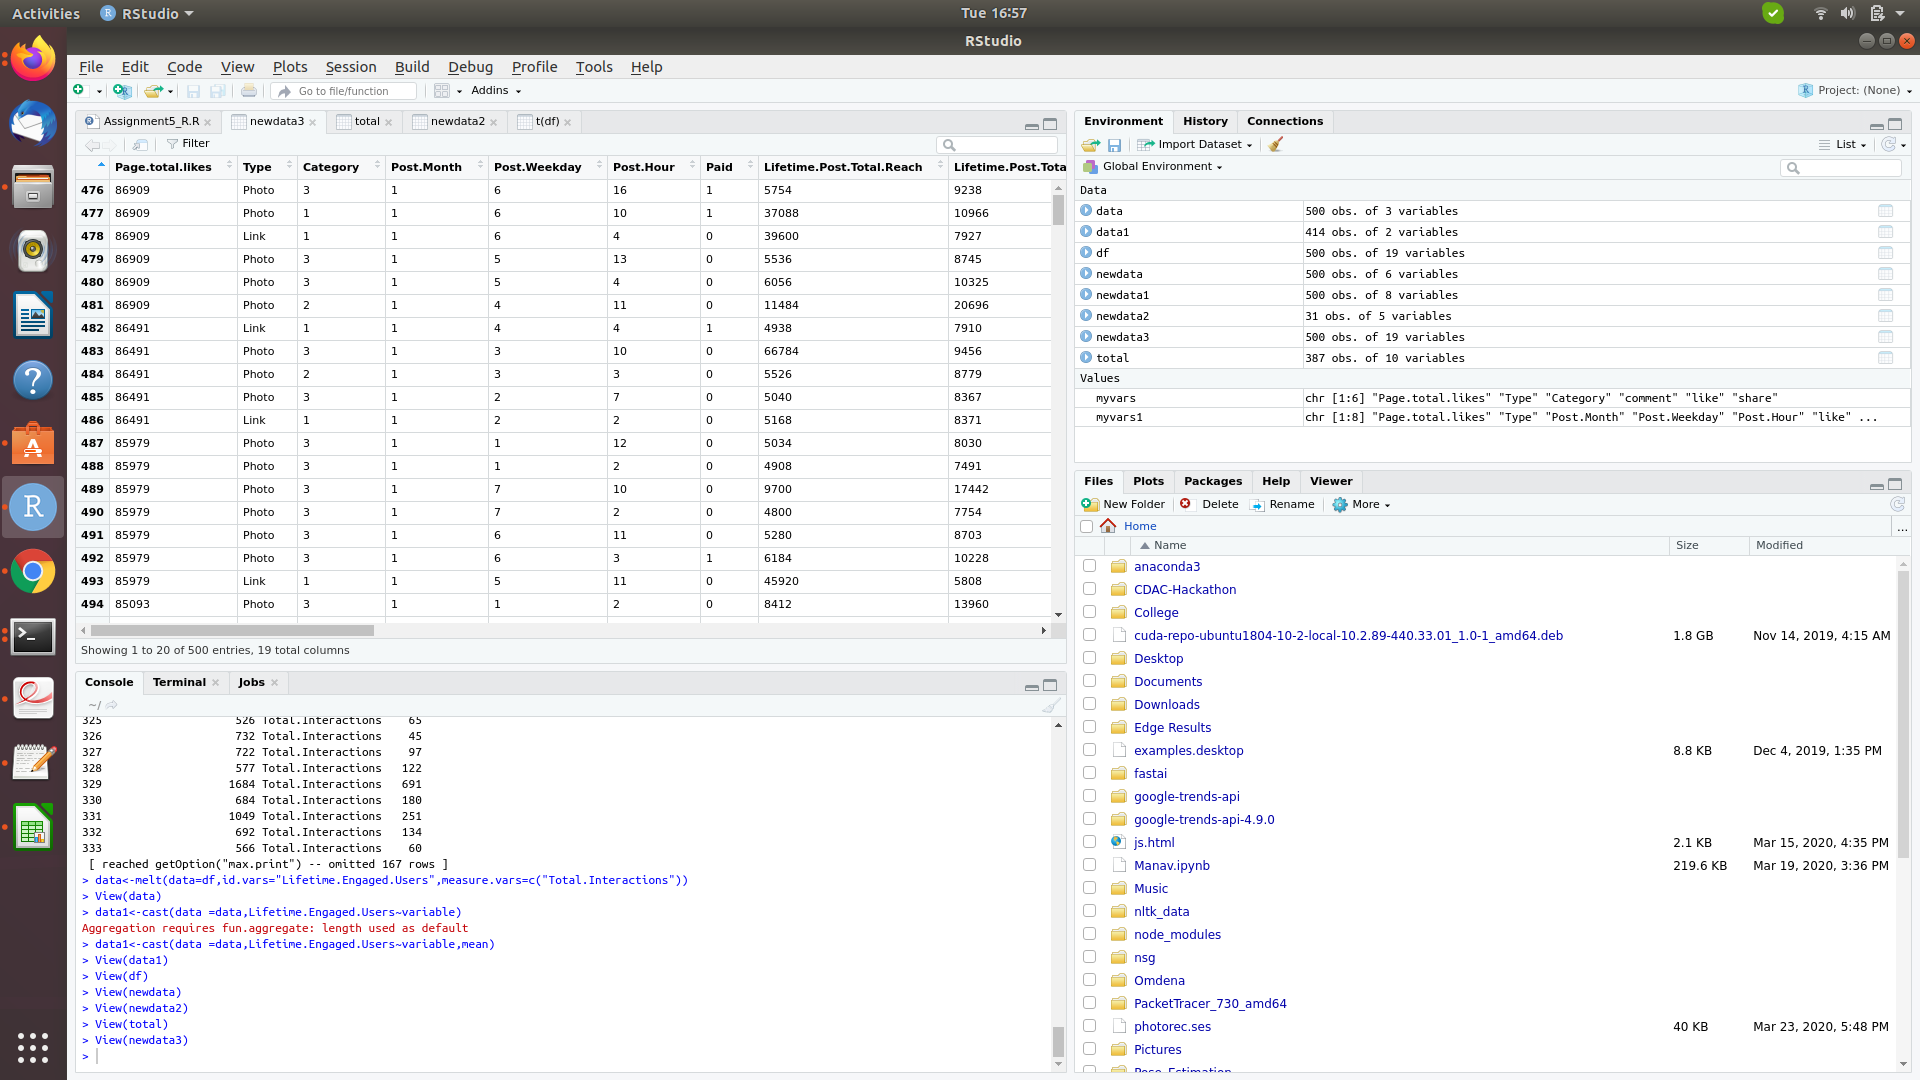 Activities RStudio Tue 16:57
RStudio
File Edit Code View Plots Session Build Debug Profile Tools Help
Go to file/function Addins Project: (None)
Assignment5_R.R newdata3 total newdata2 t(df)
Filter
Page.total.likes Type Category Post.Month Post.Weekday Post.Hour Paid Lifetime.Post.Total.Reach Lifetime.Post.Tota
476 86909 Photo 3 1 6 16 1 5754 9238
477 86909 Photo 1 1 6 10 1 37088 10966
478 86909 Link 1 1 6 4 0 39600 7927
479 86909 Photo 3 1 5 13 0 5536 8745
480 86909 Photo 3 1 5 4 0 6056 10325
481 86909 Photo 2 1 4 11 0 11484 20696
482 86491 Link 1 1 4 4 1 4938 7910
483 86491 Photo 3 1 3 10 0 66784 9456
484 86491 Photo 2 1 3 3 0 5526 8779
485 86491 Photo 3 1 2 7 0 5040 8367
486 86491 Link 1 1 2 2 0 5168 8371
487 85979 Photo 3 1 1 12 0 5034 8030
488 85979 Photo 3 1 1 2 0 4908 7491
489 85979 Photo 3 1 7 10 0 9700 17442
490 85979 Photo 3 1 7 2 0 4800 7754
491 85979 Photo 3 1 6 11 0 5280 8703
492 85979 Photo 3 1 6 3 1 6184 10228
493 85979 Link 1 1 5 11 0 45920 5808
494 85093 Photo 3 1 1 2 0 8412 13960
Showing 1 to 20 of 500 entries, 19 total columns
Console Terminal Jobs
~/
325 526 Total.Interactions 65
326 732 Total.Interactions 45
327 722 Total.Interactions 97
328 577 Total.Interactions 122
329 1684 Total.Interactions 691
330 684 Total.Interactions 180
331 1049 Total.Interactions 251
332 692 Total.Interactions 134
333 566 Total.Interactions 60
[ reached getOption("max.print") -- omitted 167 rows ]
> data<-melt(data=df,id.vars="Lifetime.Engaged.Users",measure.vars=c("Total.Interactions"))
> View(data)
> data1<-cast(data =data,Lifetime.Engaged.Users~variable)
Aggregation requires fun.aggregate: length used as default
> data1<-cast(data =data,Lifetime.Engaged.Users~variable,mean)
> View(data1)
> View(df)
> View(newdata)
> View(newdata2)
> View(total)
> View(newdata3)
>
Environment History Connections
Import Dataset List
Global Environment
Data
data 500 obs. of 3 variables
data1 414 obs. of 2 variables
df 500 obs. of 19 variables
newdata 500 obs. of 6 variables
newdata1 500 obs. of 8 variables
newdata2 31 obs. of 5 variables
newdata3 500 obs. of 19 variables
total 387 obs. of 10 variables
Values
myvars chr [1:6] "Page.total.likes" "Type" "Category" "comment" "like" "share"
myvars1 chr [1:8] "Page.total.likes" "Type" "Post.Month" "Post.Weekday" "Post.Hour" "like" ...
Files Plots Packages Help Viewer
New Folder Delete Rename More
Home ...
Name Size Modified
anaconda3
CDAC-Hackathon
College
cuda-repo-ubuntu1804-10-2-local-10.2.89-440.33.01_1.0-1_amd64.deb 1.8 GB Nov 14, 2019, 4:15 AM
Desktop
Documents
Downloads
Edge Results
examples.desktop 8.8 KB Dec 4, 2019, 1:35 PM
fastai
google-trends-api
google-trends-api-4.9.0
js.html 2.1 KB Mar 15, 2020, 4:35 PM
Manav.ipynb 219.6 KB Mar 19, 2020, 3:36 PM
Music
nltk_data
node_modules
nsg
Omdena
PacketTracer_730_amd64
photorec.ses 40 KB Mar 23, 2020, 5:48 PM
Pictures
Pose_Estimation